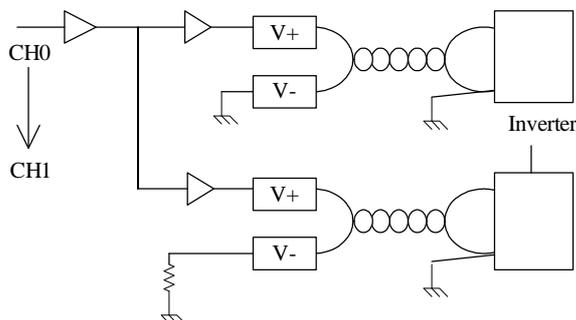 V+
CH0
V-
Inverter
CH1
V+
V-